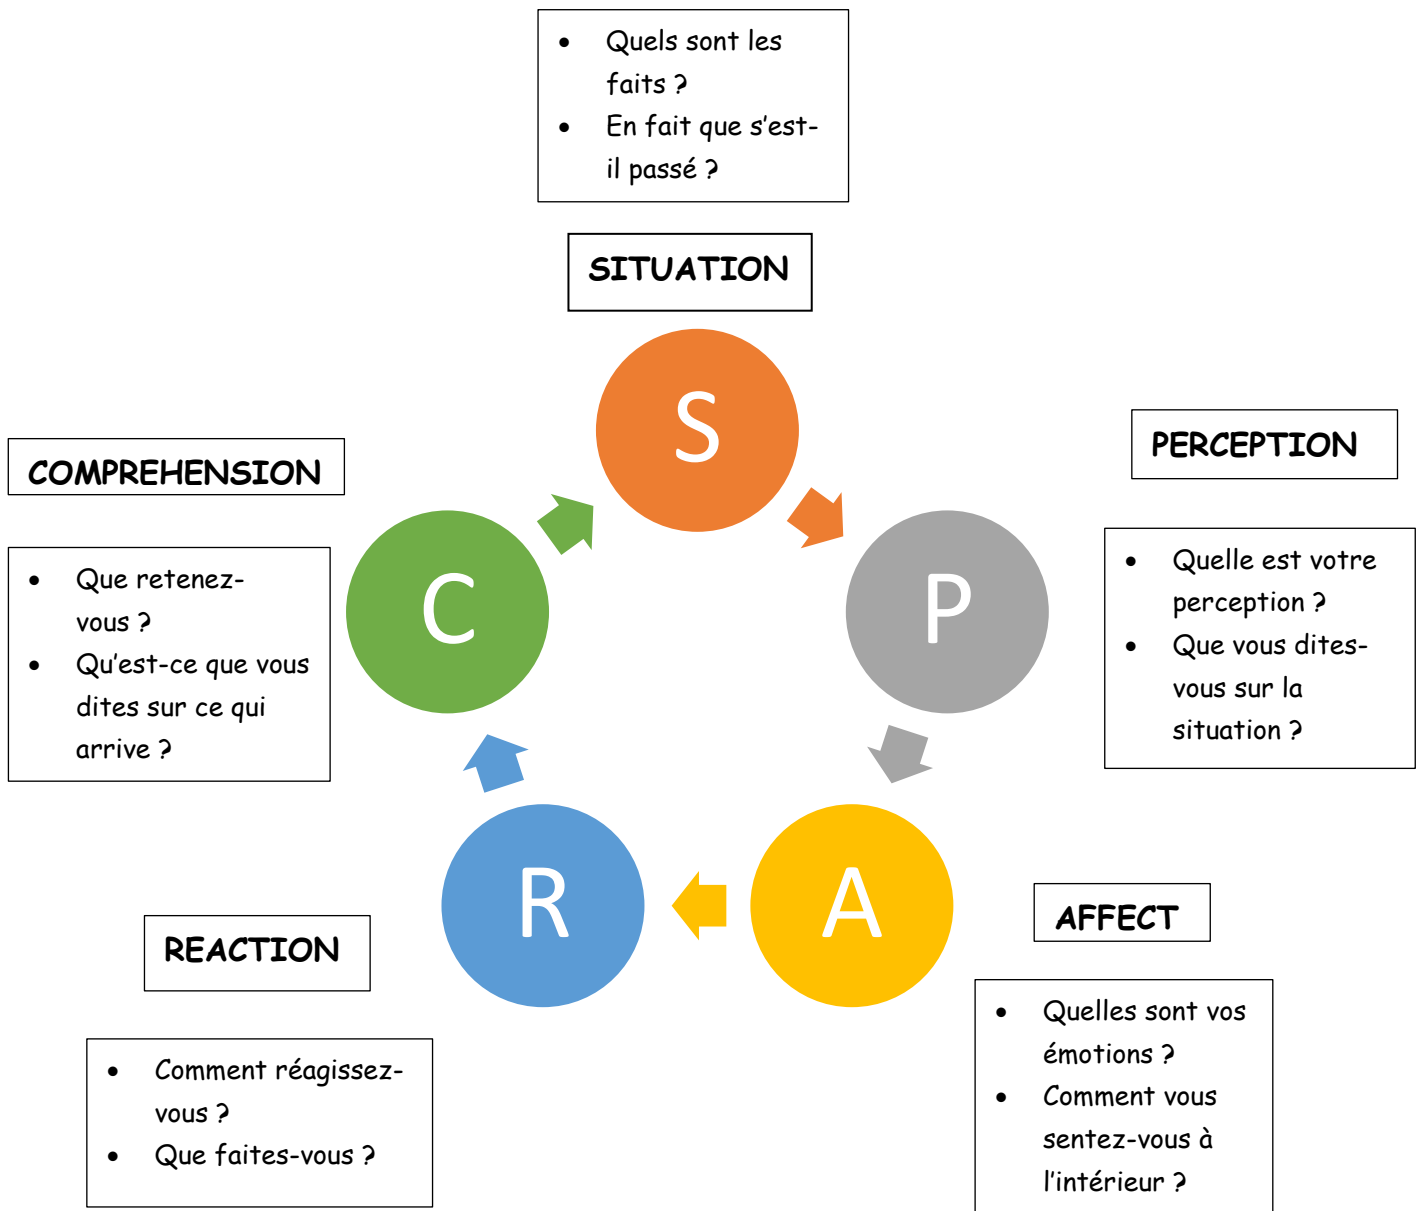 • Quels sont les
faits ?
• En fait que s’est-
il passé ?
SITUATION
S
PERCEPTION
• Quelle est votre
perception ?
• Que vous dites-
vous sur la
situation ?
P
AFFECT
• Quelles sont vos
émotions ?
• Comment vous
sentez-vous à
l’intérieur ?
A
REACTION
• Comment réagissez-
vous ?
• Que faites-vous ?
R
COMPREHENSION
• Que retenez-
vous ?
• Qu’est-ce que vous
dites sur ce qui
arrive ?
C